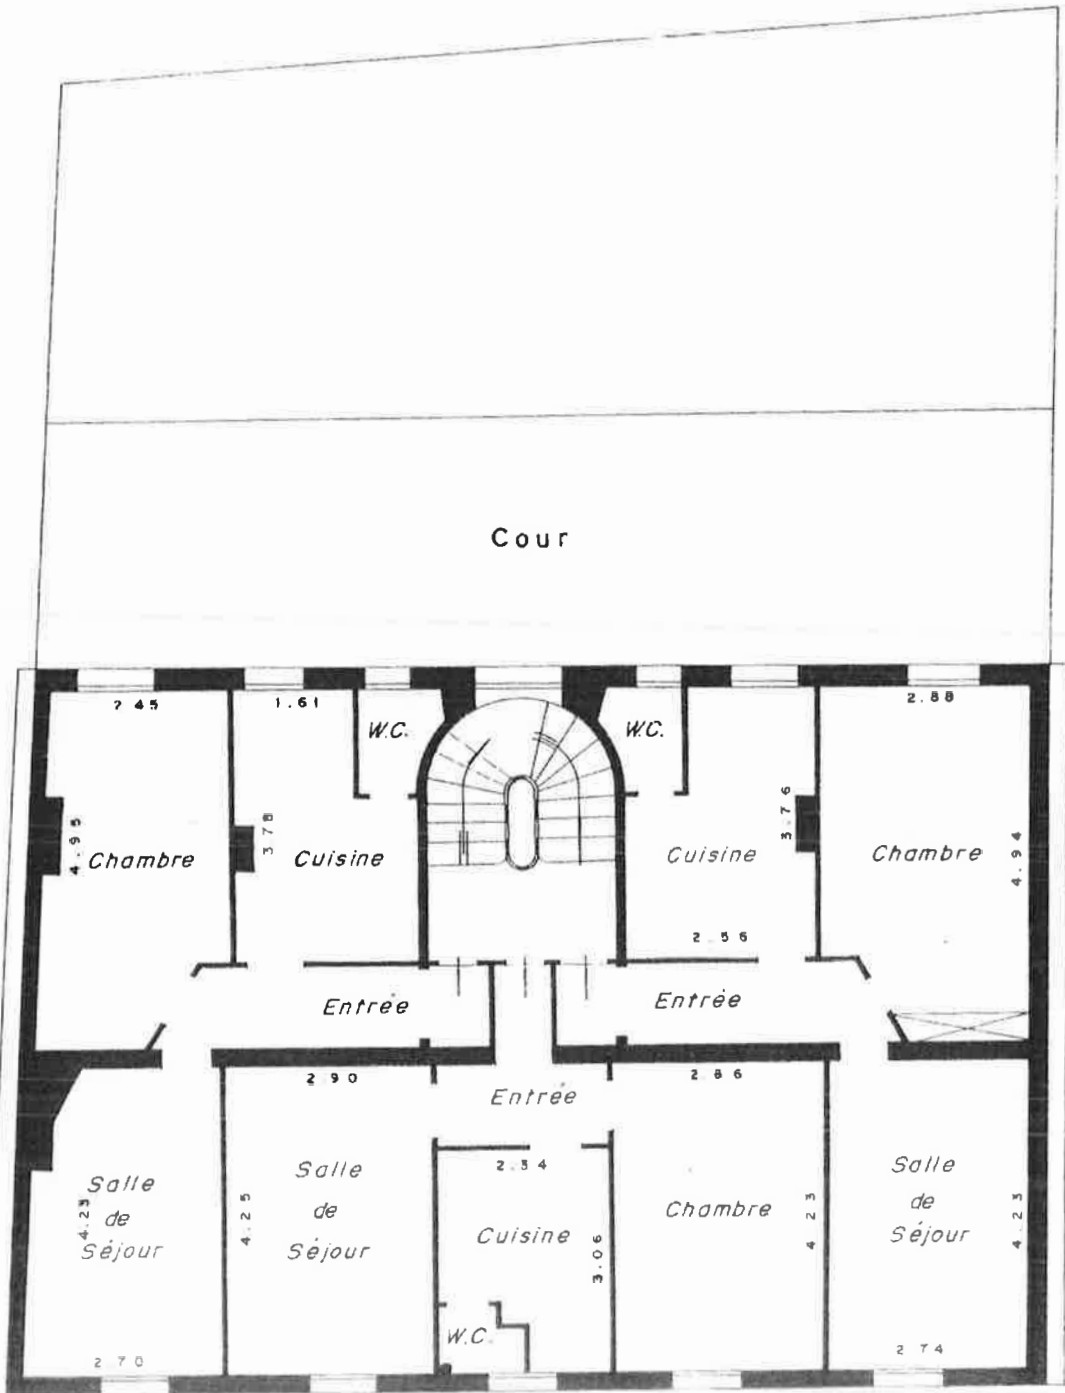 Cour
2.45
1.61
W.C.
W.C.
2.88
4.95
Chambre
3.78
Cuisine
Cuisine
3.76
Chambre
4.94
2.56
Entrée
Entrée
2.90
Entrée
2.86
Salle
de
Séjour
4.23
4.25
Salle
de
Séjour
2.34
Cuisine
3.06
Chambre
4.23
Salle
de
Séjour
4.23
W.C.
2.70
2.74